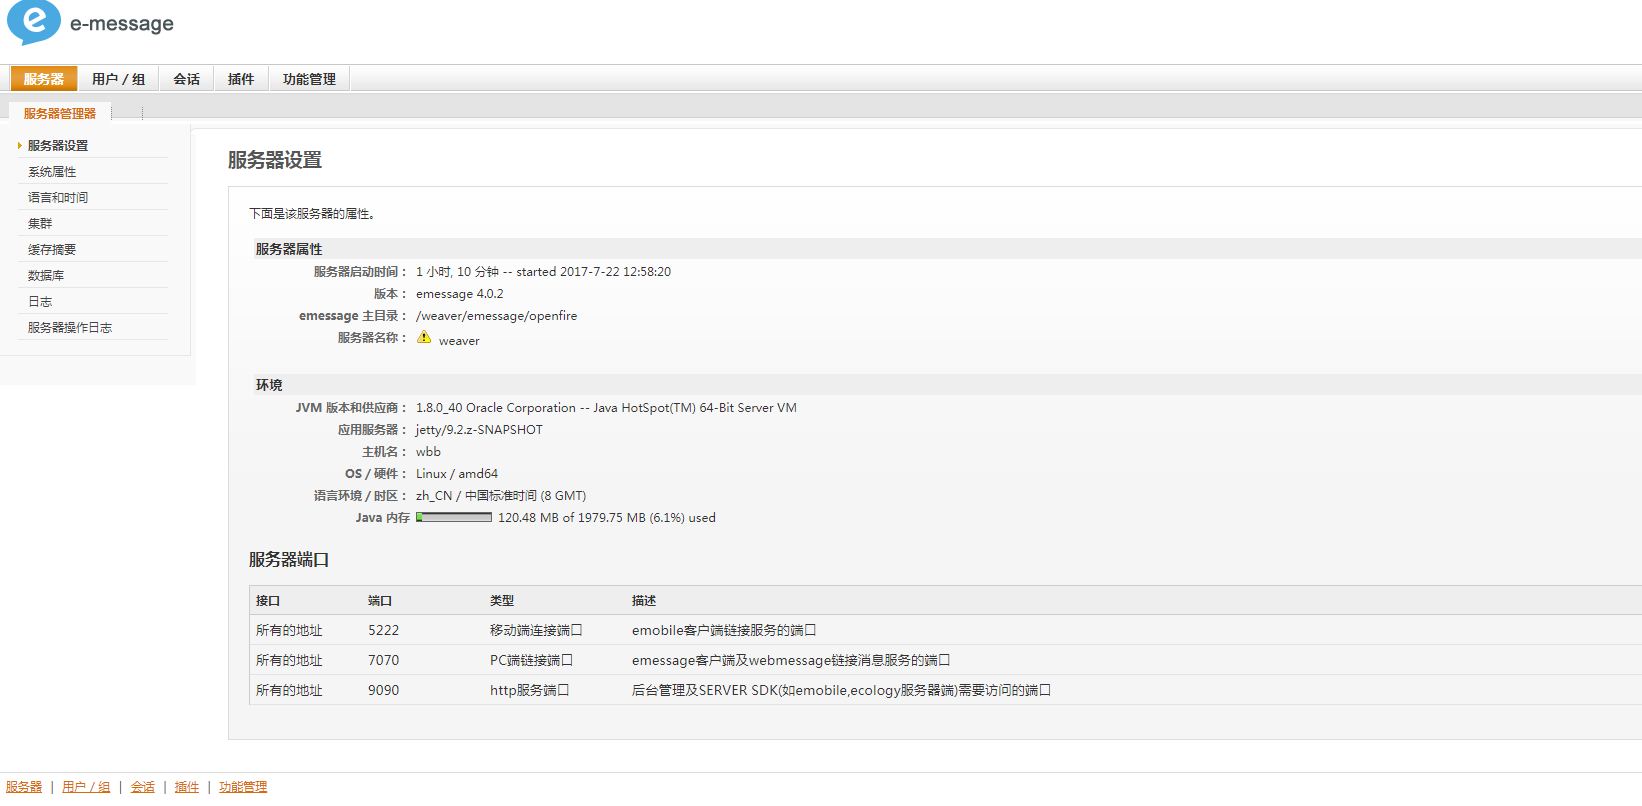 e-message
服务器 用户 / 组 会话 插件 功能管理
服务器管理器
服务器设置
系统属性
语言和时间
集群
缓存摘要
数据库
日志
服务器操作日志
服务器设置
下面是该服务器的属性。
服务器属性
服务器启动时间： 1 小时, 10 分钟 -- started 2017-7-22 12:58:20
版本： emessage 4.0.2
emessage 主目录： /weaver/emessage/openfire
服务器名称： weaver
环境
JVM 版本和供应商： 1.8.0_40 Oracle Corporation -- Java HotSpot(TM) 64-Bit Server VM
应用服务器： jetty/9.2.z-SNAPSHOT
主机名： wbb
OS / 硬件： Linux / amd64
语言环境 / 时区： zh_CN / 中国标准时间 (8 GMT)
Java 内存 120.48 MB of 1979.75 MB (6.1%) used
服务器端口
接口 端口 类型 描述
所有的地址 5222 移动端连接端口 emobile客户端链接服务的端口
所有的地址 7070 PC端链接端口 emessage客户端及webmessage链接消息服务的端口
所有的地址 9090 http服务端口 后台管理及SERVER SDK(如emobile,ecology服务器端)需要访问的端口
服务器 | 用户 / 组 | 会话 | 插件 | 功能管理